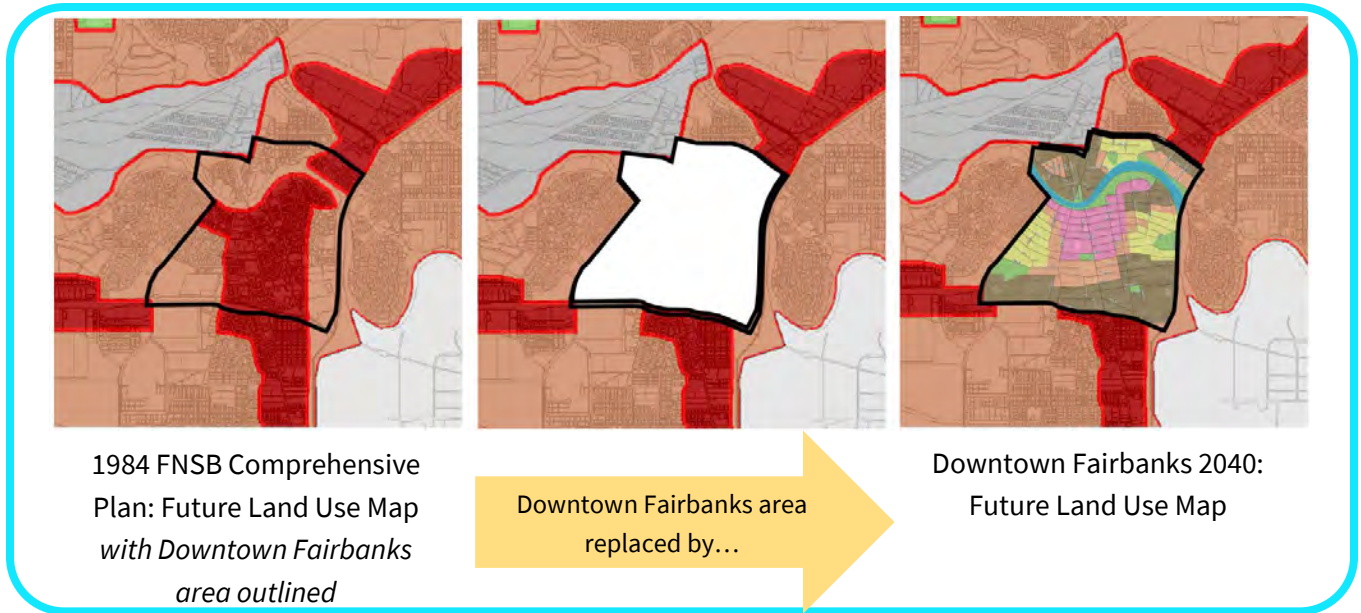 1984 FNSB Comprehensive
Plan: Future Land Use Map
with Downtown Fairbanks
area outlined
Downtown Fairbanks area
replaced by…
Downtown Fairbanks 2040:
Future Land Use Map